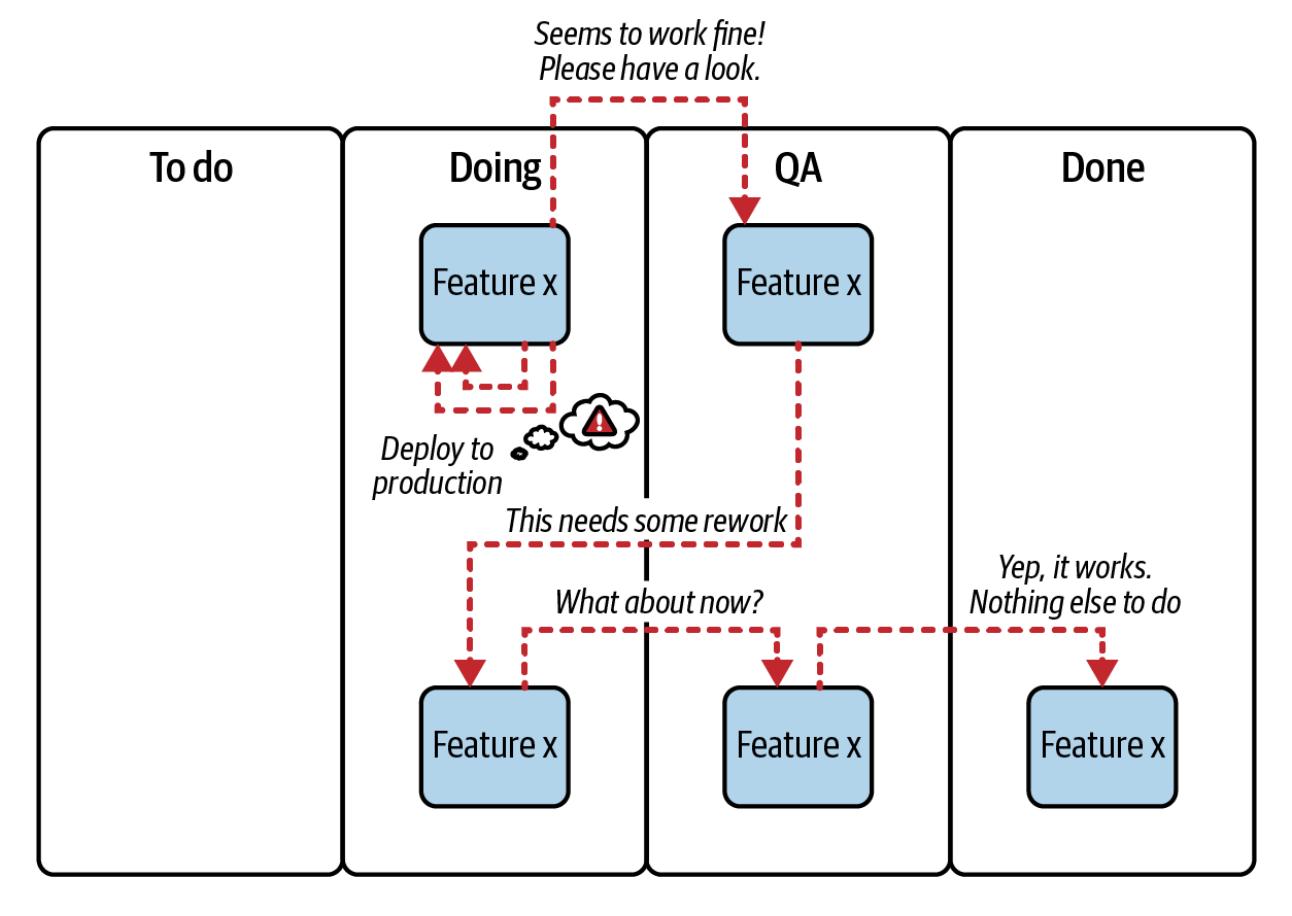 Seems to work fine!
Please have a look.
To do
Doing
QA
Done
Feature x
Feature x
Deploy to
production
This needs some rework
What about now?
Yep, it works.
Nothing else to do
Feature x
Feature x
Feature x